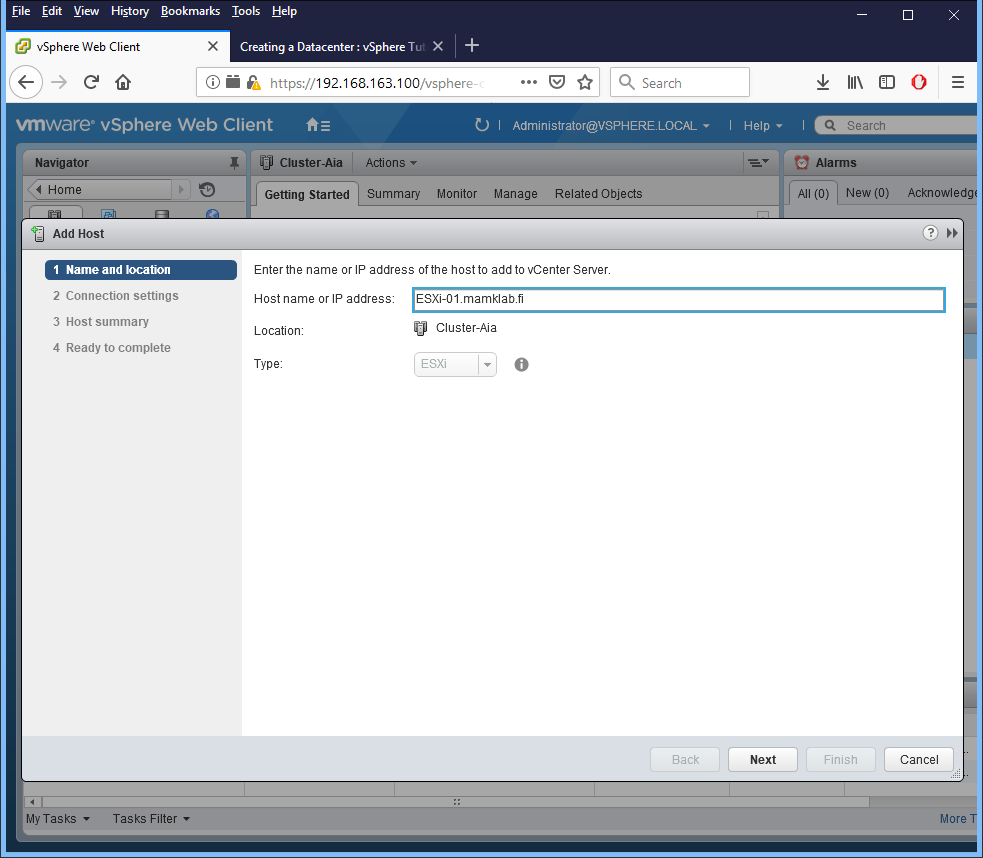 File Edit View History Bookmarks Tools Help
vSphere Web Client
Creating a Datacenter : vSphere Tut
https://192.168.163.100/vsphere-c
Search
vmware® vSphere Web Client
Administrator@VSPHERE.LOCAL
Help
Search
Navigator
Cluster-Aia
Actions
Alarms
Home
Getting Started Summary Monitor Manage Related Objects
All (0) New (0) Acknowledge
Add Host
1 Name and location
2 Connection settings
3 Host summary
4 Ready to complete
Enter the name or IP address of the host to add to vCenter Server.
Host name or IP address: ESXi-01.mamklab.fi
Location: Cluster-Aia
Type: ESXi
Back Next Finish Cancel
My Tasks Tasks Filter More T